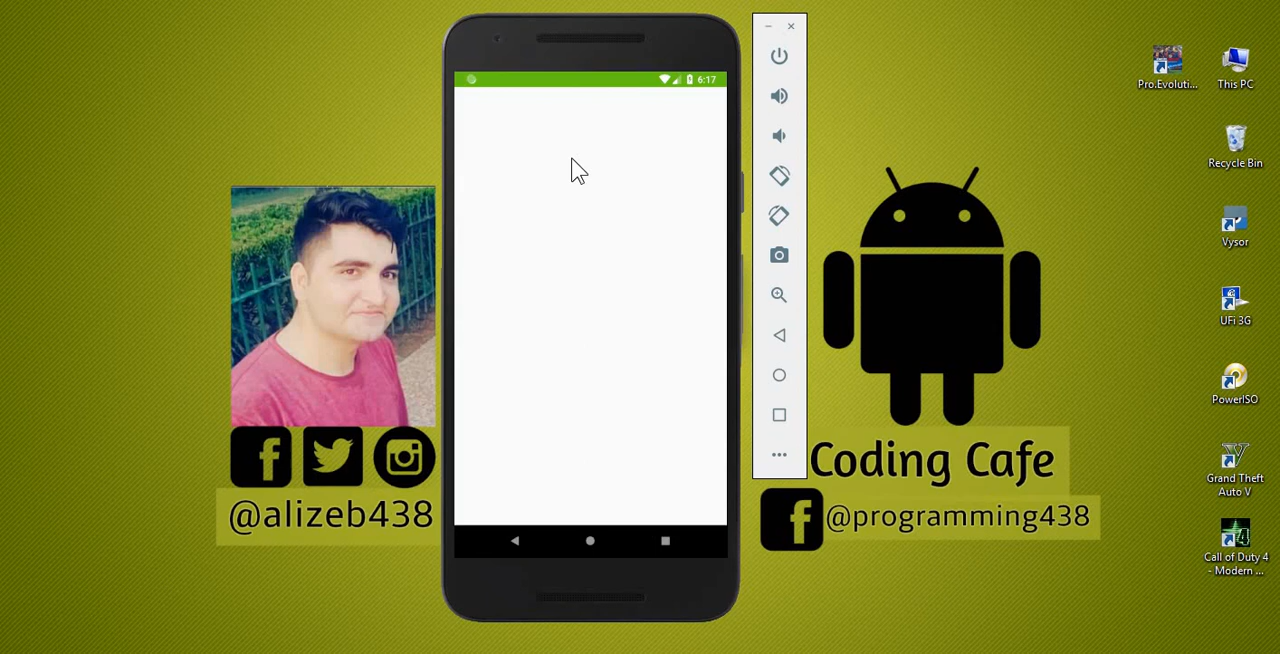 6:17
Pro.Evoluti...
This PC
Recycle Bin
Vysor
UFi 3G
PowerISO
Grand Theft
Auto V
4
Call of Duty 4
- Modern ...
@alizeb438
Coding Cafe
@programming438